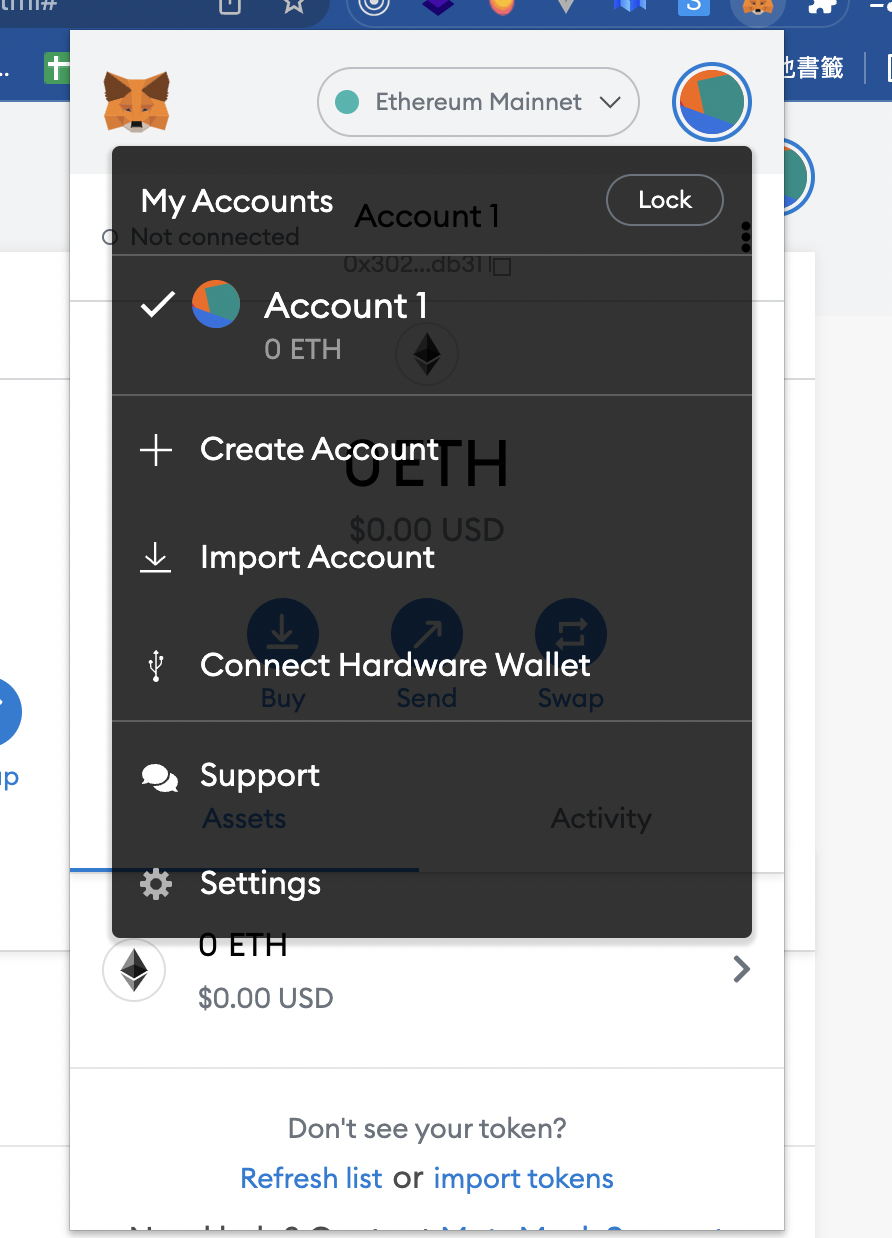 Ethereum Mainnet
My Accounts
Lock
Account 1
Not connected
0x302...db31
Account 1
0 ETH
Create Account
0 ETH
$0.00 USD
Import Account
Connect Hardware Wallet
Buy
Send
Swap
Support
Assets
Activity
Settings
0 ETH
$0.00 USD
Don't see your token?
Refresh list or import tokens
書籤